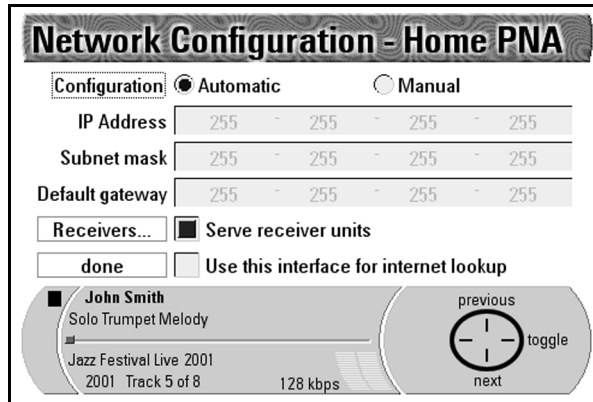 Network Configuration - Home PNA
Configuration Automatic Manual
IP Address 255 - 255 - 255 - 255
Subnet mask 255 - 255 - 255 - 255
Default gateway 255 - 255 - 255 - 255
Receivers... Serve receiver units
done Use this interface for internet lookup
John Smith
Solo Trumpet Melody
Jazz Festival Live 2001
2001 Track 5 of 8 128 kbps
previous
toggle
next